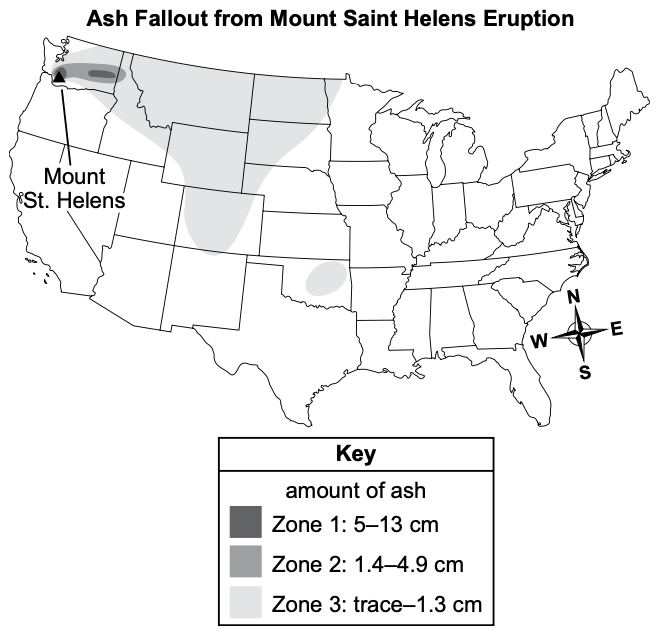 Ash Fallout from Mount Saint Helens Eruption
Mount
St. Helens
N
W
E
S
Key
amount of ash
Zone 1: 5–13 cm
Zone 2: 1.4–4.9 cm
Zone 3: trace–1.3 cm